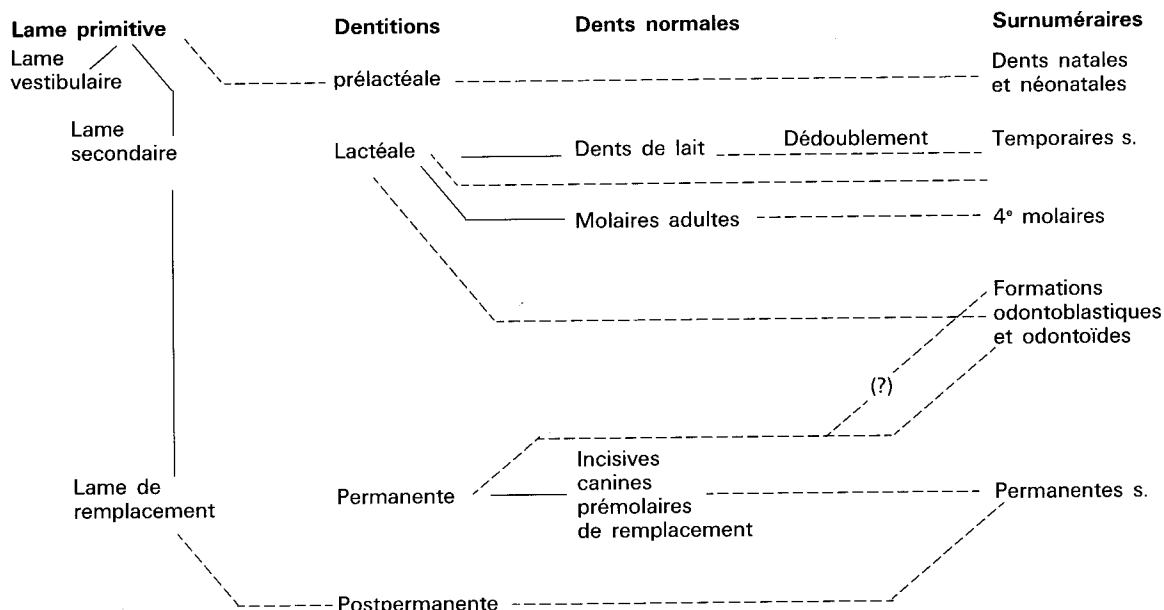 Lame primitive
Dentitions
Dents normales
Surnuméraires
Lame
vestibulaire
prélactéale
Dents natales
et néonatales
Lame
secondaire
Lactéale
Dents de lait
Dédoublement
Temporaires s.
Molaires adultes
4e molaires
Formations
odontoblastiques
et odontoïdes
(?)
Lame de
remplacement
Permanente
Incisives
canines
prémolaires
de remplacement
Permanentes s.
Postpermanente